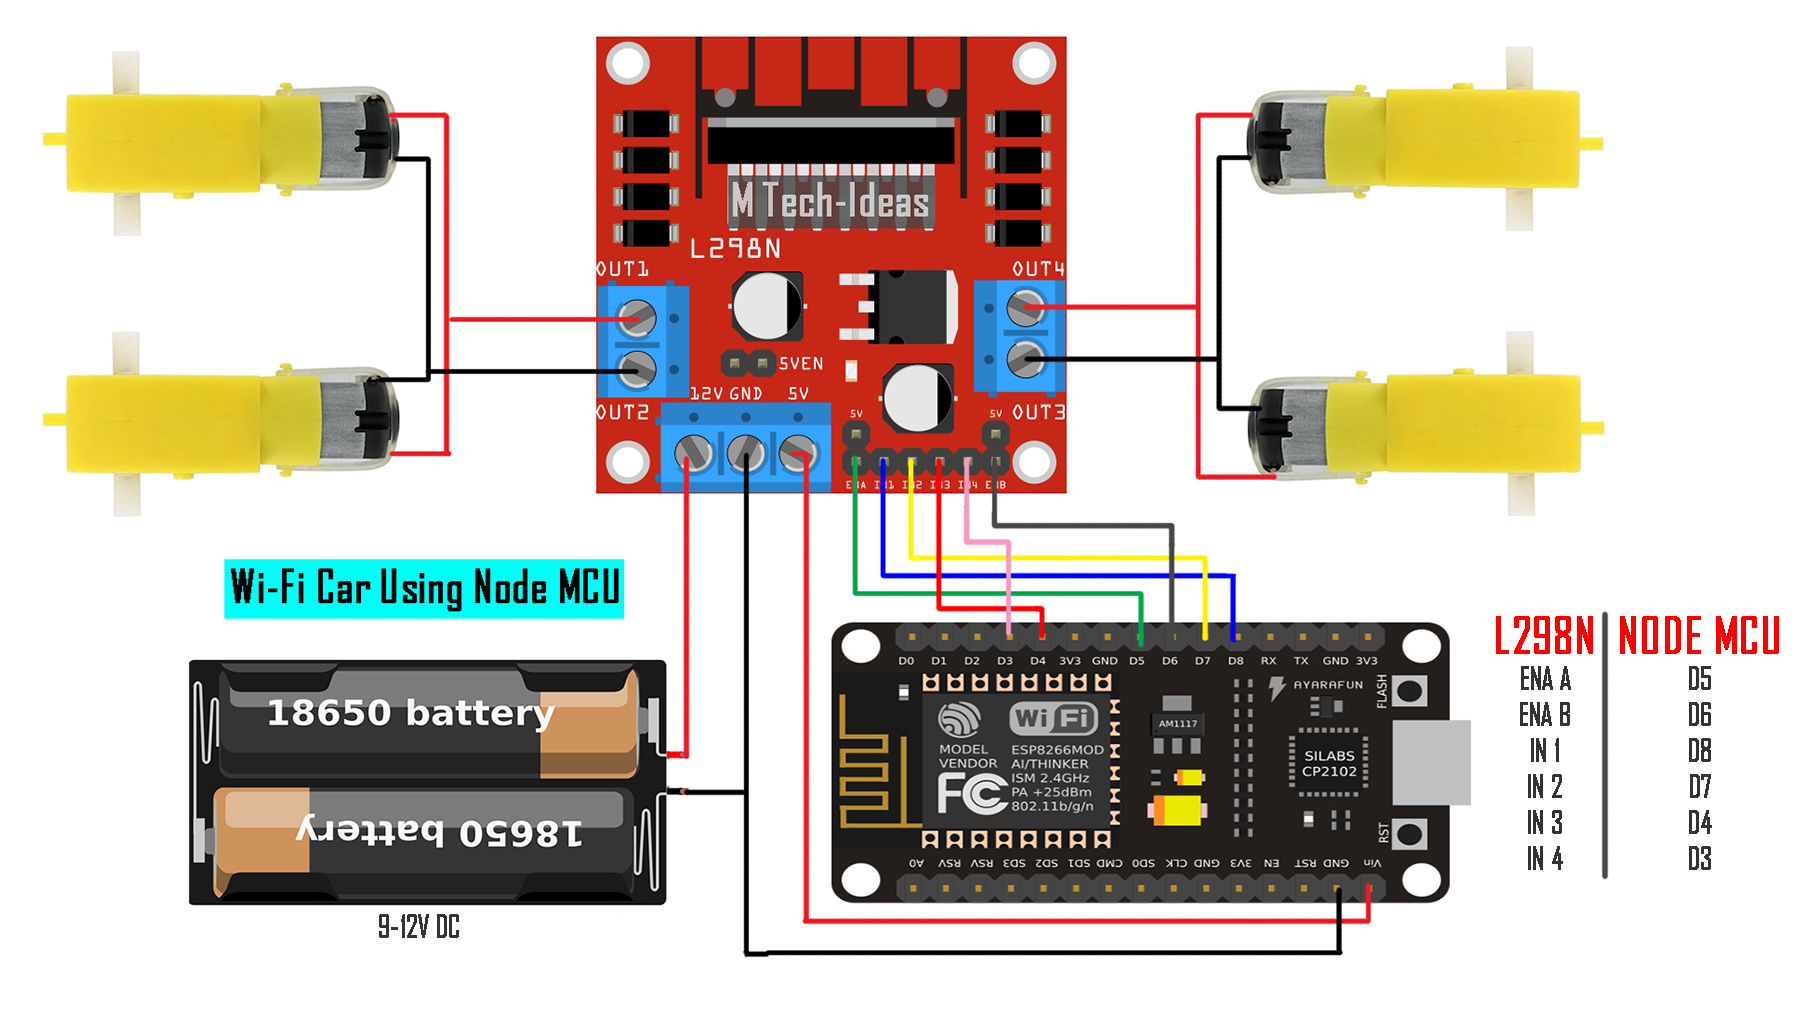 M Tech-Ideas
L298N
OUT1
OUT4
5VEN
12V GND 5V
OUT2
OUT3
5V
5V
ENA IN1 IN2 IN3 IN4 ENB
Wi-Fi Car Using Node MCU
18650 battery
18650 battery
9-12V DC
D0 D1 D2 D3 D4 3V3 GND D5 D6 D7 D8 RX TX GND 3V3
AYARAFUN
FLASH
WiFi
AM1117
MODEL
VENDOR
ESP8266MOD
AI/THINKER
ISM 2.4GHz
PA +25dBm
802.11b/g/n
FC
SILABS
CP2102
RST
A0 RSV RSV SD3 SD2 SD1 CMD SD0 CLK GND 3V3 EN RST GND Vin
L298N NODE MCU
ENA A D5
ENA B D6
IN 1 D8
IN 2 D7
IN 3 D4
IN 4 D3